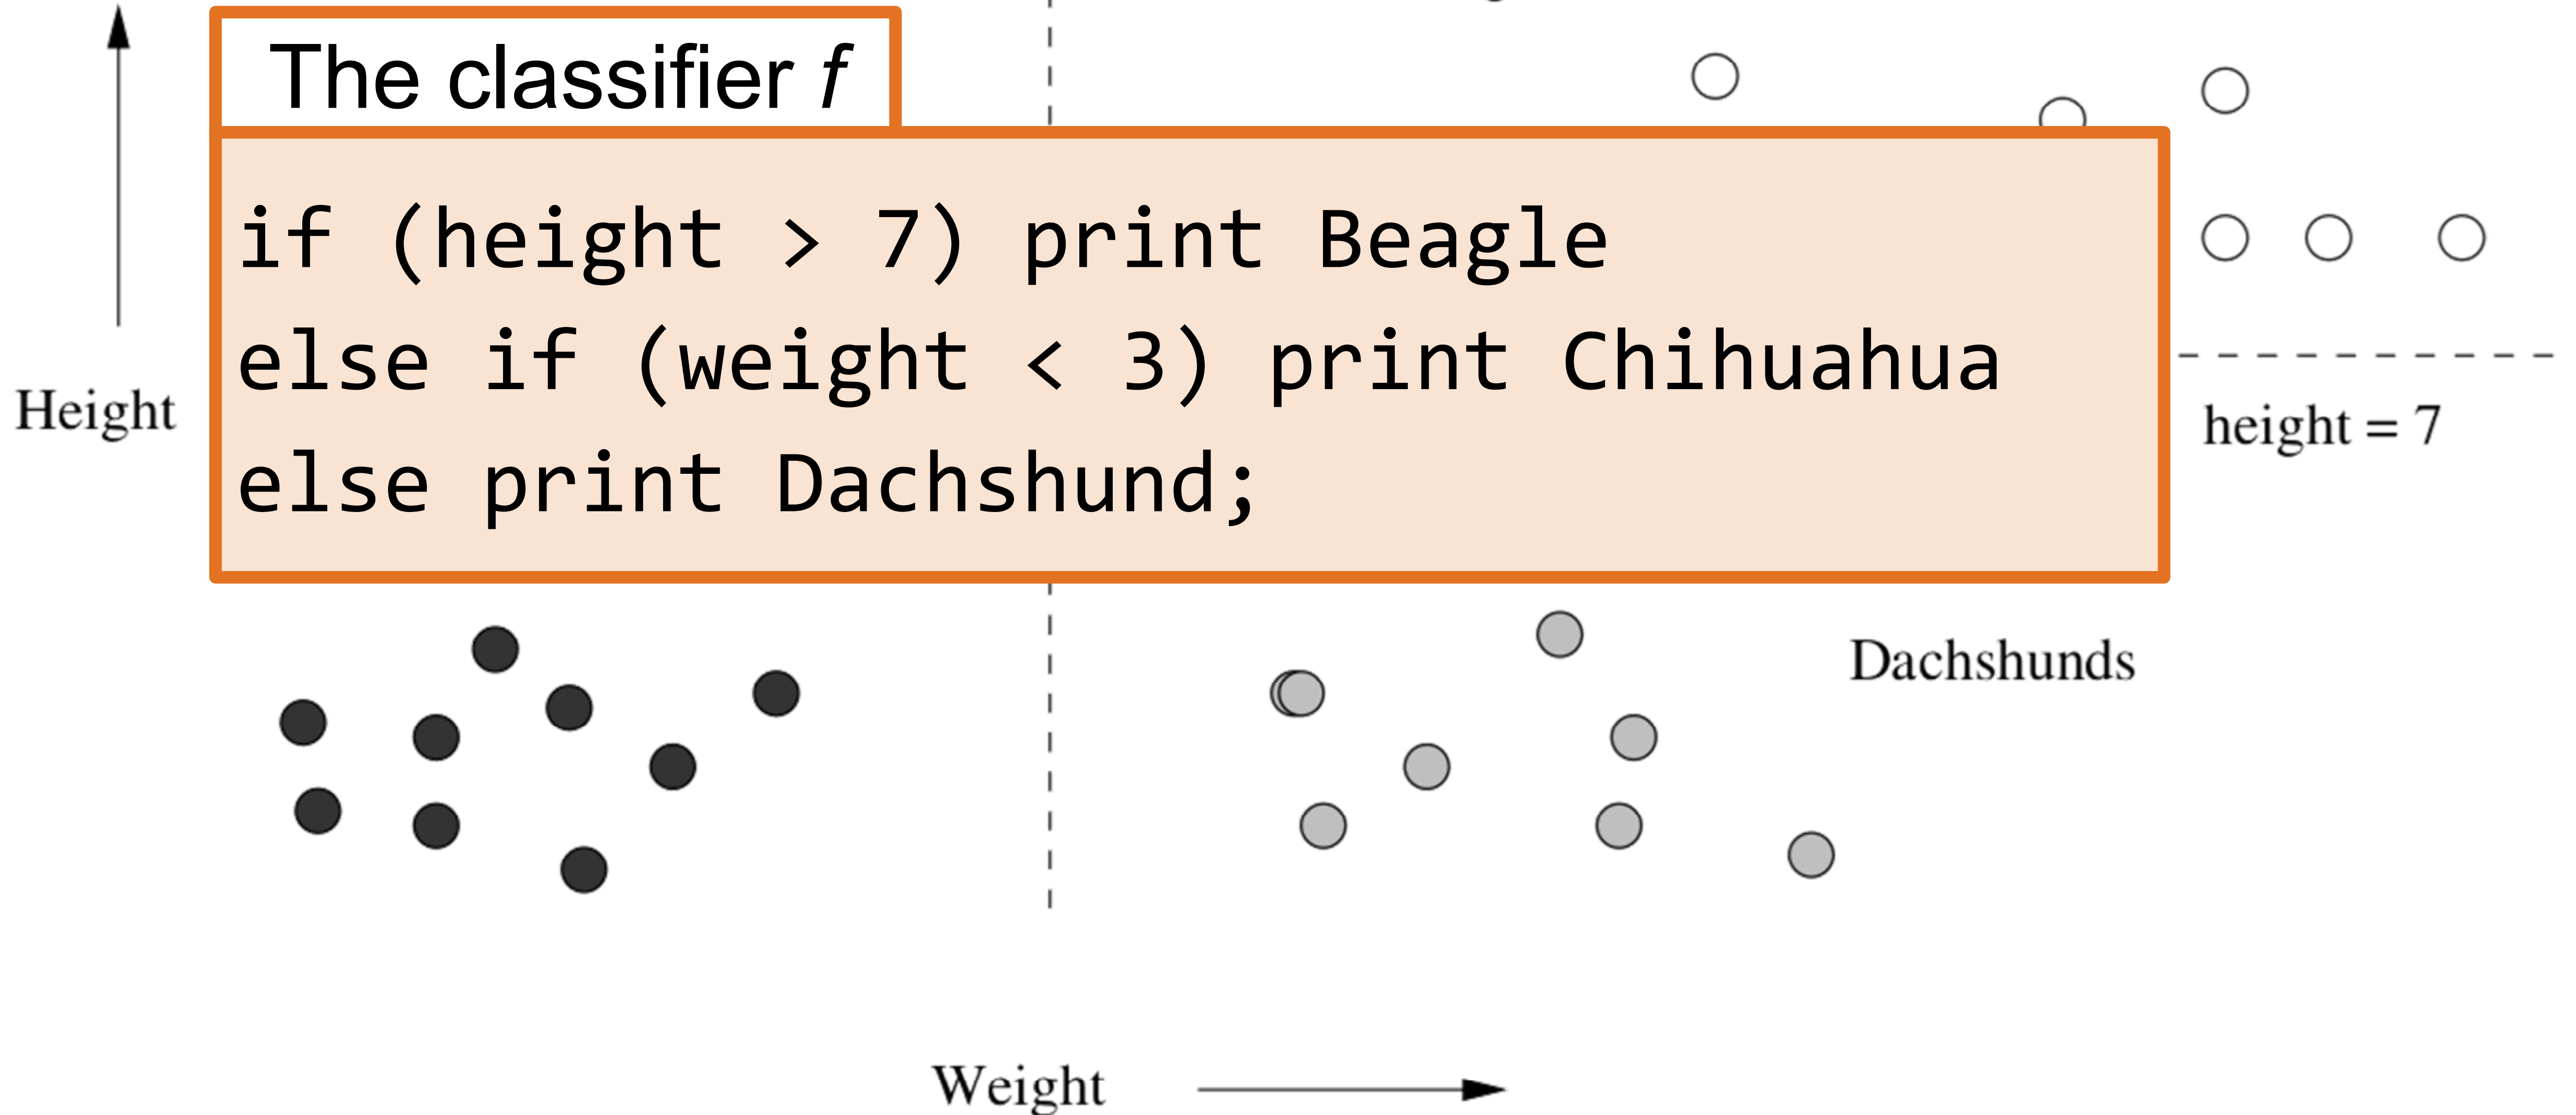 The classifier f
if (height > 7) print Beagle
else if (weight < 3) print Chihuahua
else print Dachshund;
Height
height = 7
Dachshunds
Weight